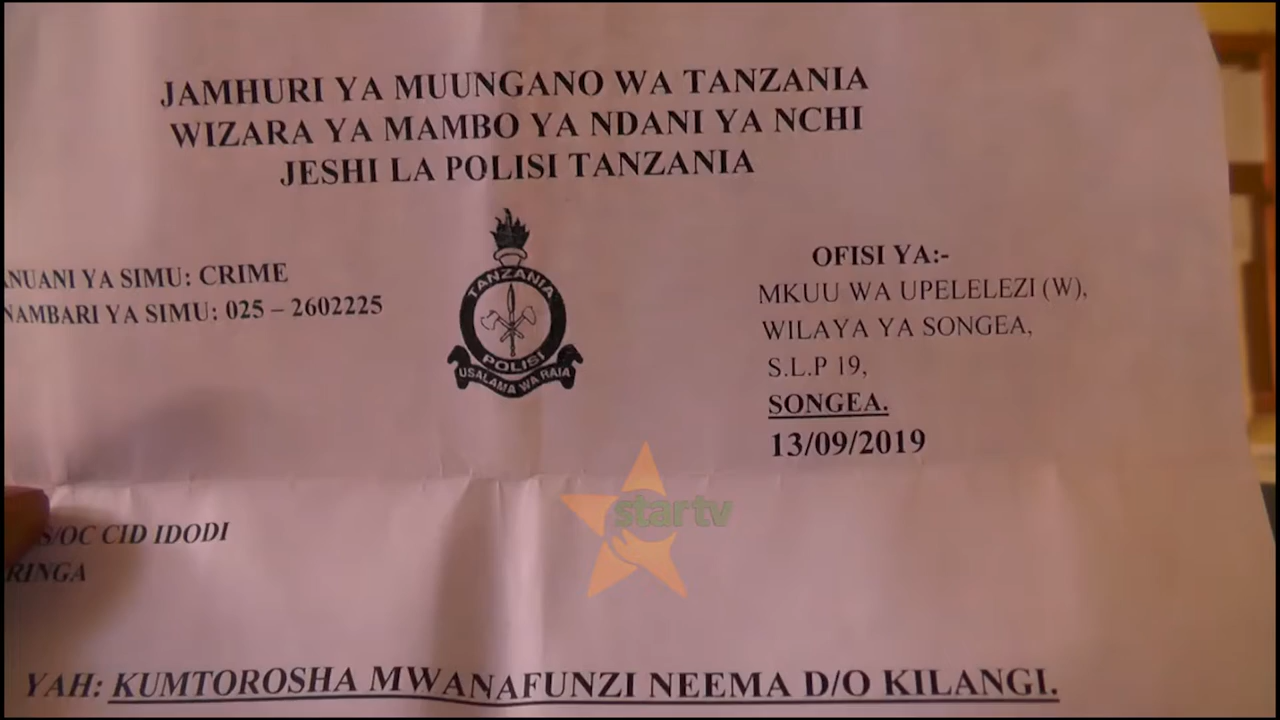 JAMHURI YA MUUNGANO WA TANZANIA
WIZARA YA MAMBO YA NDANI YA NCHI
JESHI LA POLISI TANZANIA
TANZANIA
POLISI
USALAMA WA RAIA
YA SIMU: CRIME
NAMBARI YA SIMU: 025 – 2602225
OFISI YA:-
MKUU WA UPELELEZI (W),
WILAYA YA SONGEA,
S.L.P 19,
SONGEA.
13/09/2019
S/OC CID IDODI
RINGA
startv
YAH: KUMTOROSHA MWANAFUNZI NEEMA D/O KILANGI.